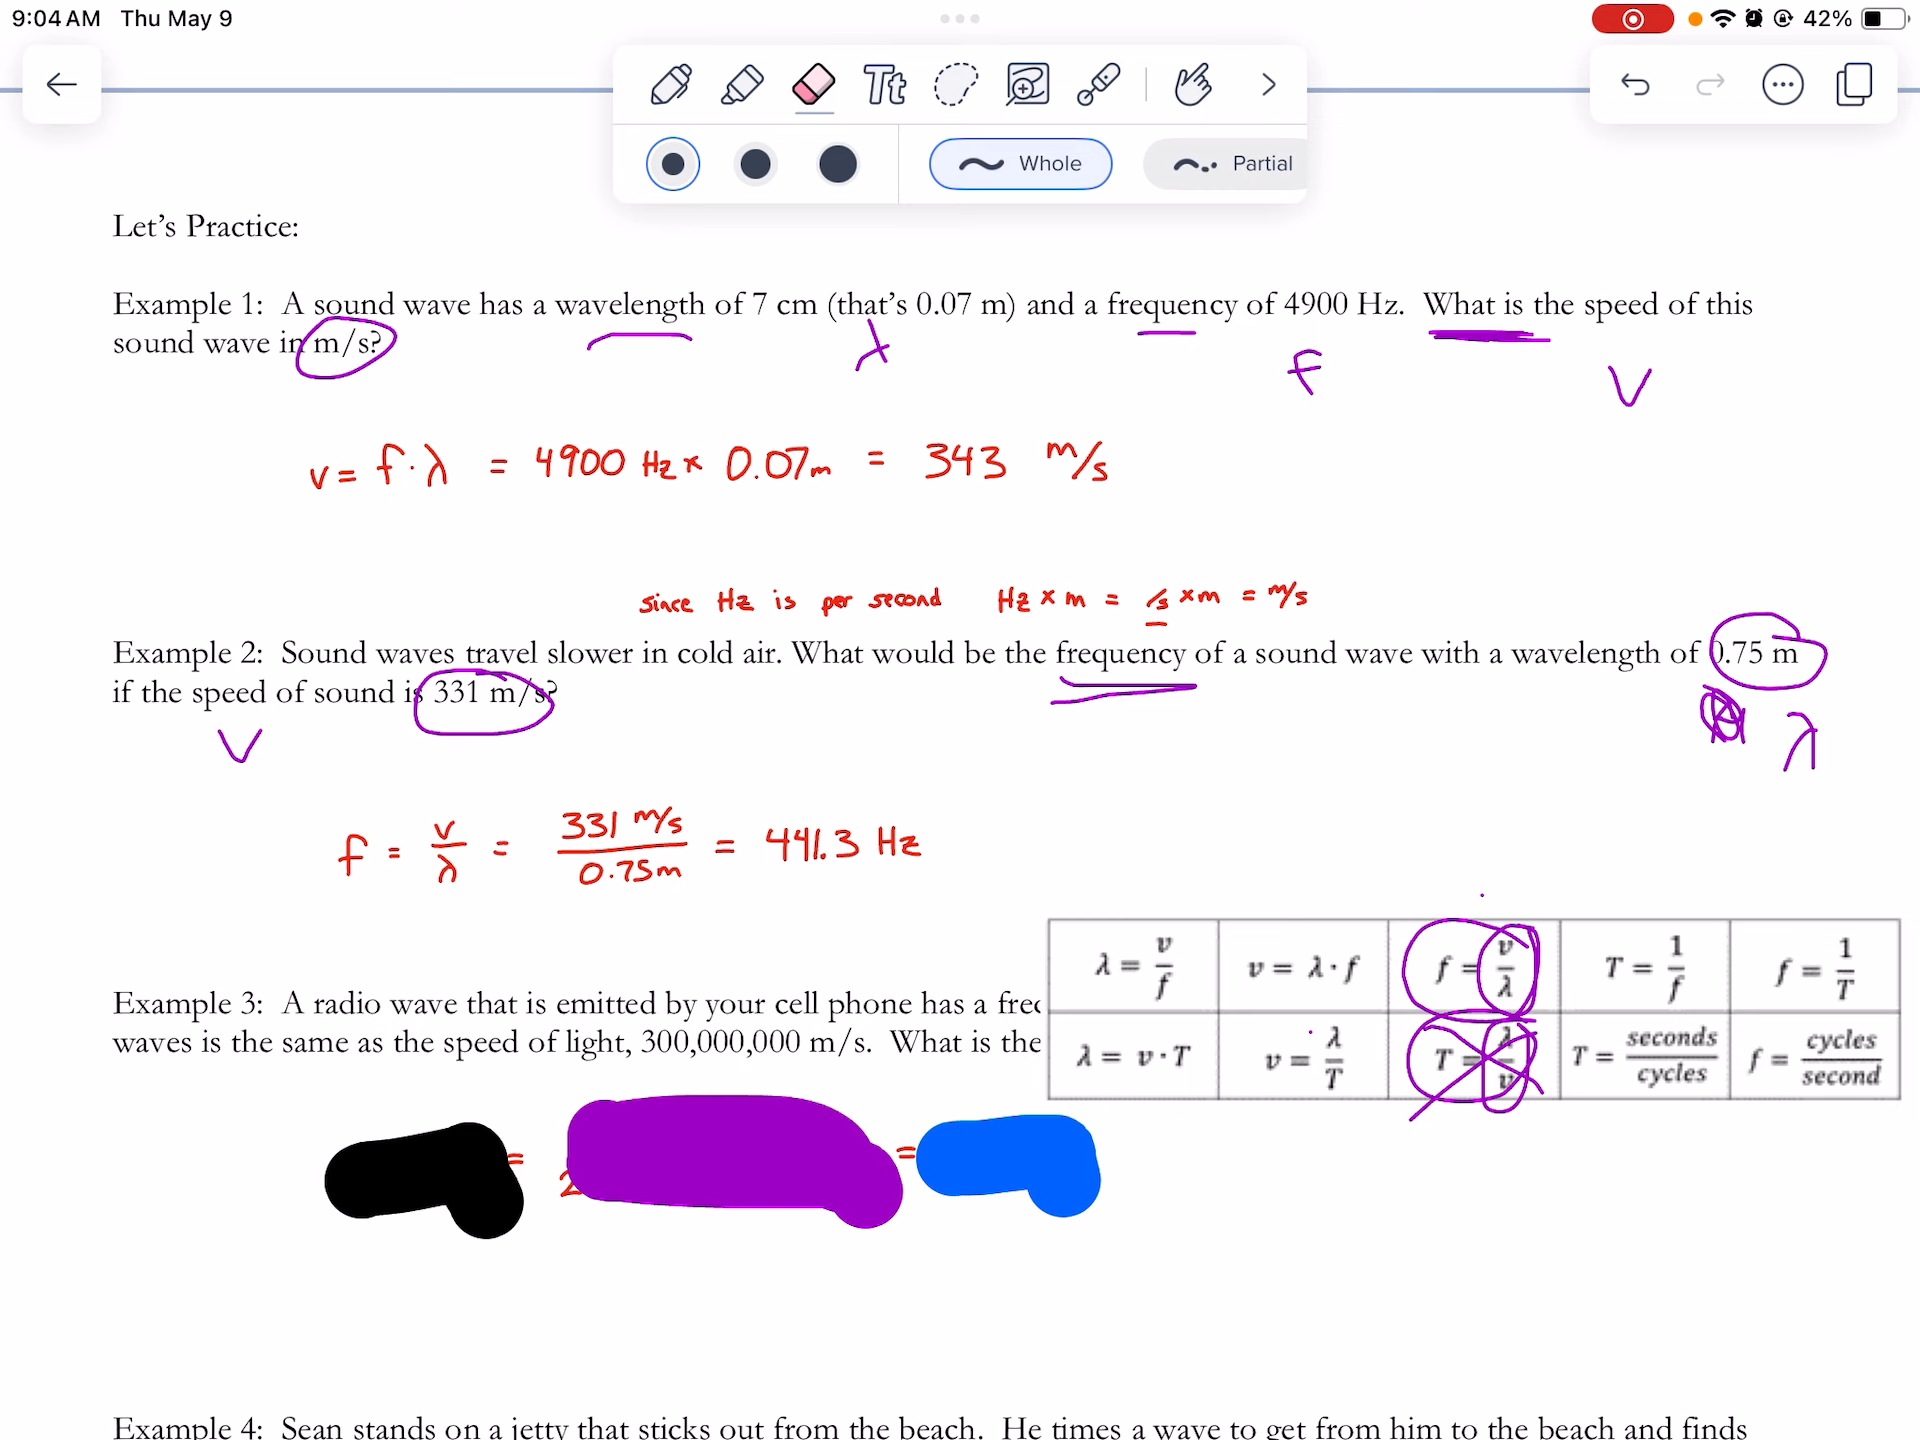 9:04 AM Thu May 9
42%
Tt
Whole
Partial
Let's Practice:
Example 1: A sound wave has a wavelength of 7 cm (that's 0.07 m) and a frequency of 4900 Hz. What is the speed of this
sound wave in m/s?
λ
f
V
v = f·λ = 4900 Hz x 0.07m = 343 m/s
since Hz is per second Hz x m = /s x m = m/s
Example 2: Sound waves travel slower in cold air. What would be the frequency of a sound wave with a wavelength of 0.75 m
if the speed of sound is 331 m/s?
V
λ
f = v/λ = 331 m/s / 0.75m = 441.3 Hz
λ = v/f v = λ · f f = v/λ T = 1/f f = 1/T
λ = v · T v = λ/T T = λ/v T = seconds/cycles f = cycles/second
Example 3: A radio wave that is emitted by your cell phone has a
waves is the same as the speed of light, 300,000,000 m/s. What is the
= =
2
Example 4: Sean stands on a jetty that sticks out from the beach. He times a wave to get from him to the beach and finds